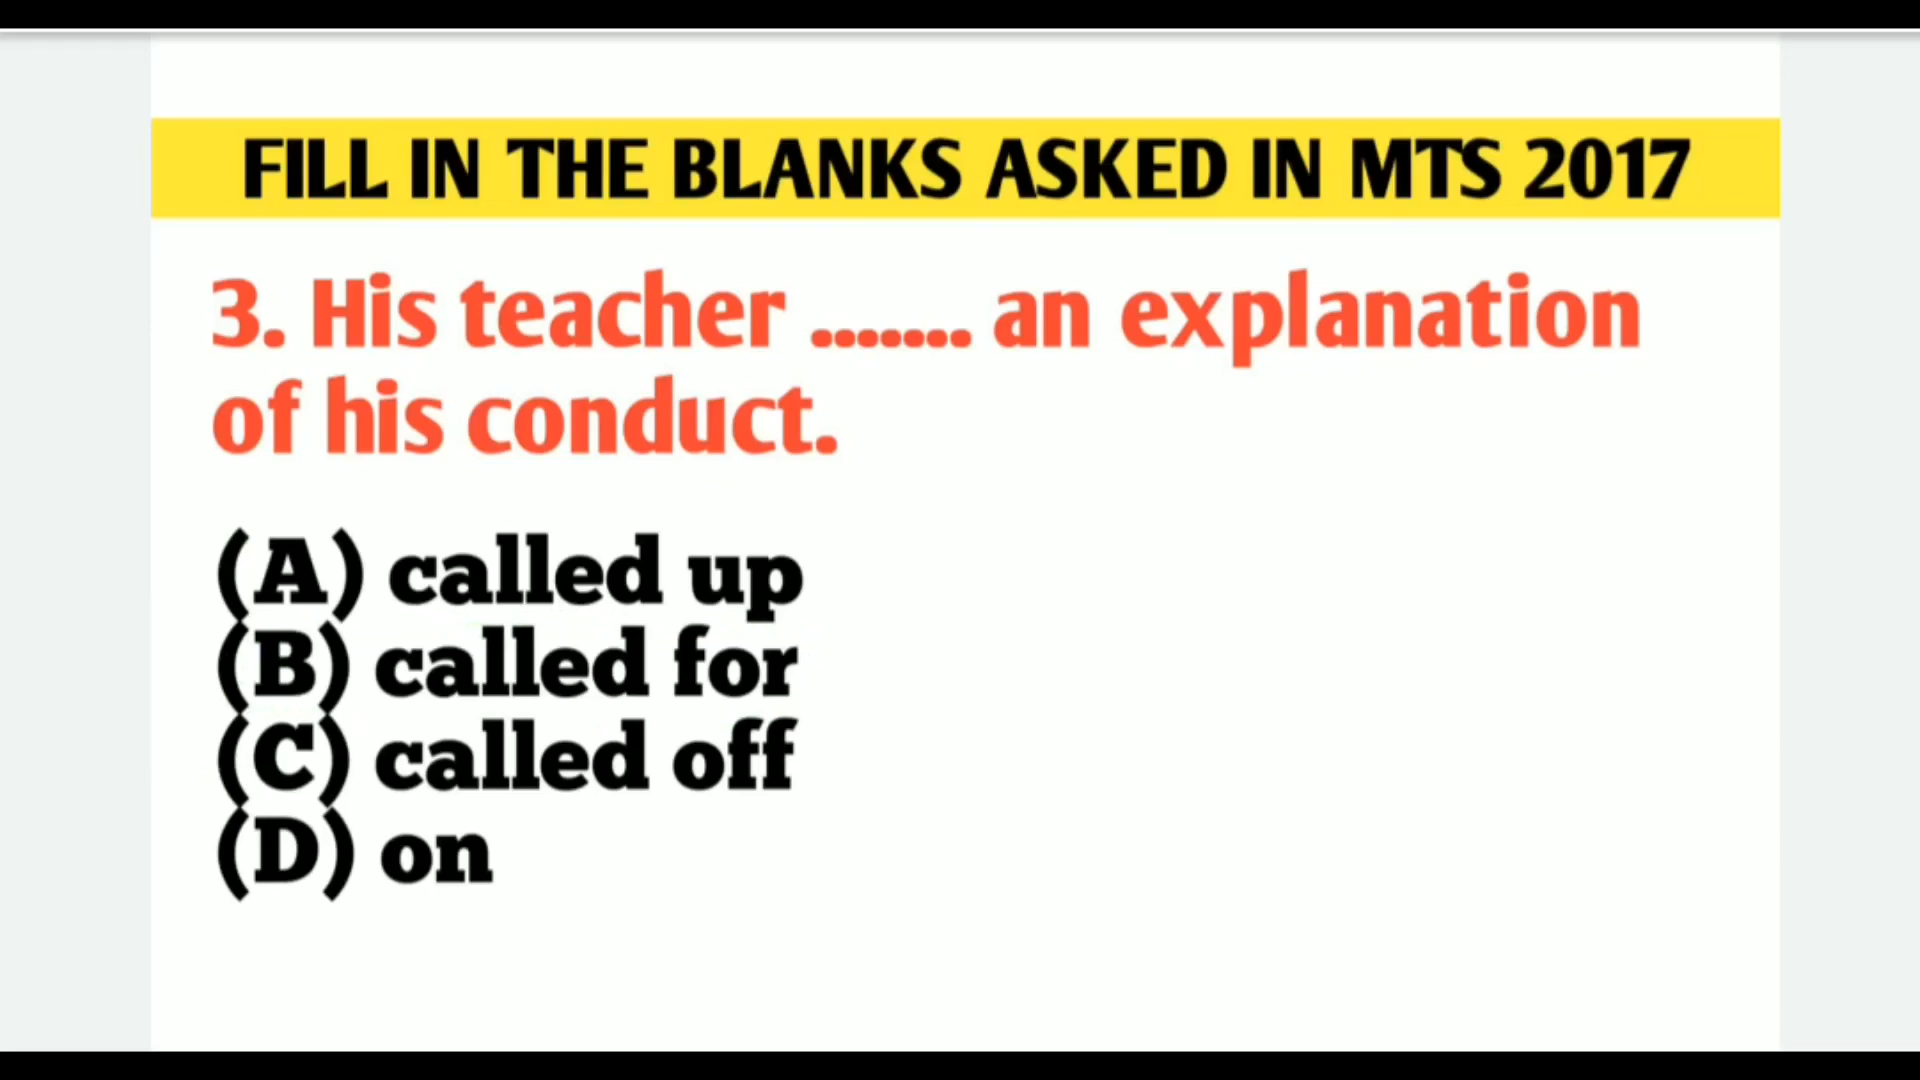 FILL IN THE BLANKS ASKED IN MTS 2017
3. His teacher ....... an explanation
of his conduct.
(A) called up
(B) called for
(C) called off
(D) on